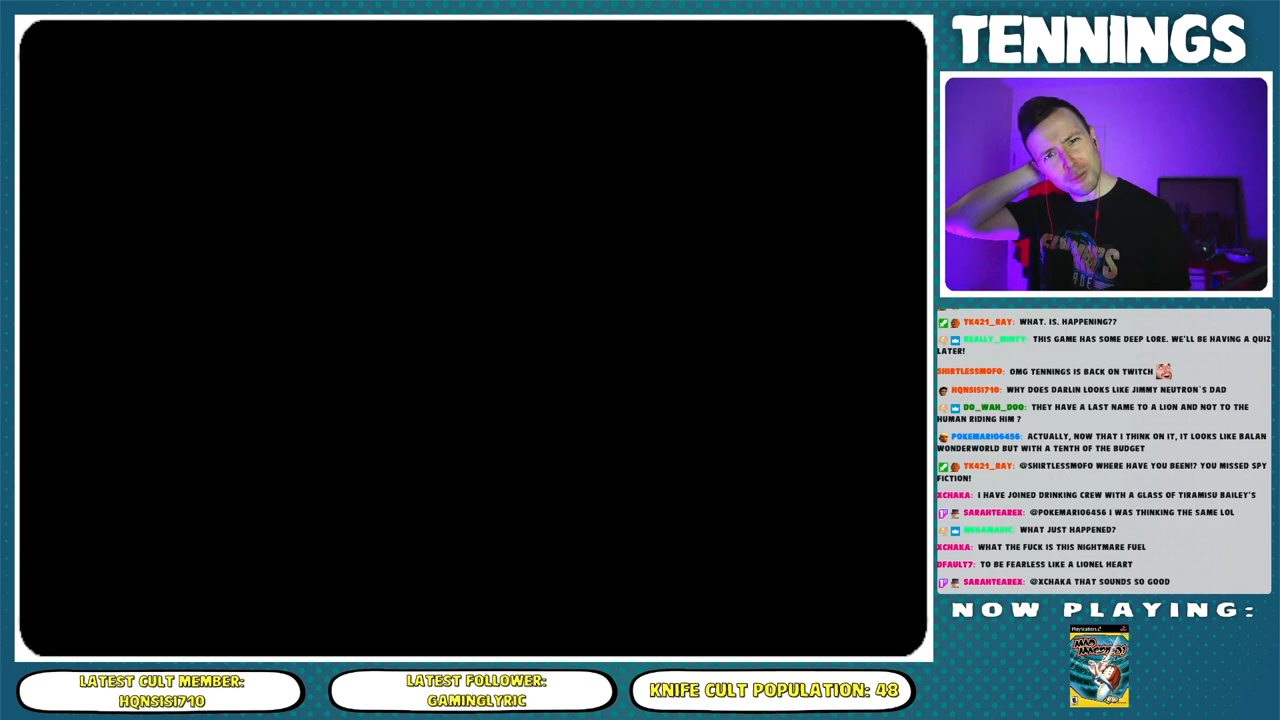 TENNINGS
TK421_RAY: WHAT. IS. HAPPENING??
REALLY_MINTY: THIS GAME HAS SOME DEEP LORE. WE'LL BE HAVING A QUIZ
LATER!
SHIRTLESSMOFO: OMG TENNINGS IS BACK ON TWITCH
HQNSISI710: WHY DOES DARLIN LOOKS LIKE JIMMY NEUTRON`S DAD
DO_WAH_DOO: THEY HAVE A LAST NAME TO A LION AND NOT TO THE
HUMAN RIDING HIM ?
POKEMARIO6456: ACTUALLY, NOW THAT I THINK ON IT, IT LOOKS LIKE BALAN
WONDERWORLD BUT WITH A TENTH OF THE BUDGET
TK421_RAY: @SHIRTLESSMOFO WHERE HAVE YOU BEEN!? YOU MISSED SPY
FICTION!
XCHAKA: I HAVE JOINED DRINKING CREW WITH A GLASS OF TIRAMISU BAILEY'S
SARAHTEAREX: @POKEMARIO6456 I WAS THINKING THE SAME LOL
WHAT JUST HAPPENED?
XCHAKA: WHAT THE FUCK IS THIS NIGHTMARE FUEL
DFAULT7: TO BE FEARLESS LIKE A LIONEL HEART
SARAHTEAREX: @XCHAKA THAT SOUNDS SO GOOD
NOW PLAYING:
PlayStation 2
LATEST CULT MEMBER:
HQNSISI710
LATEST FOLLOWER:
GAMINGLYRIC
KNIFE CULT POPULATION: 48